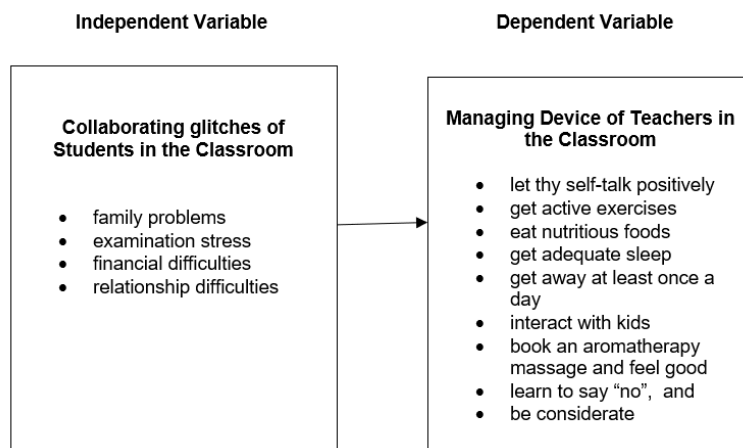 Independent Variable
Dependent Variable
Collaborating glitches of
Students in the Classroom
• family problems
• examination stress
• financial difficulties
• relationship difficulties
Managing Device of Teachers in
the Classroom
• let thy self-talk positively
• get active exercises
• eat nutritious foods
• get adequate sleep
• get away at least once a
day
• interact with kids
• book an aromatherapy
massage and feel good
• learn to say “no”, and
• be considerate